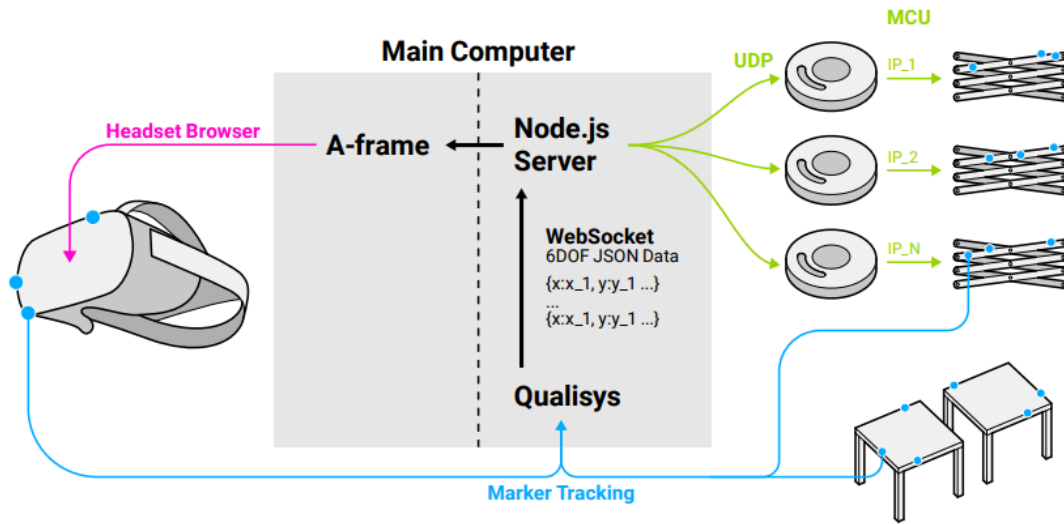 MCU
Main Computer
UDP
IP_1
Headset Browser
A-frame
Node.js
Server
IP_2
WebSocket
6DOF JSON Data
{x:x_1, y:y_1 ...}
...
{x:x_1, y:y_1 ...}
IP_N
Qualisys
Marker Tracking